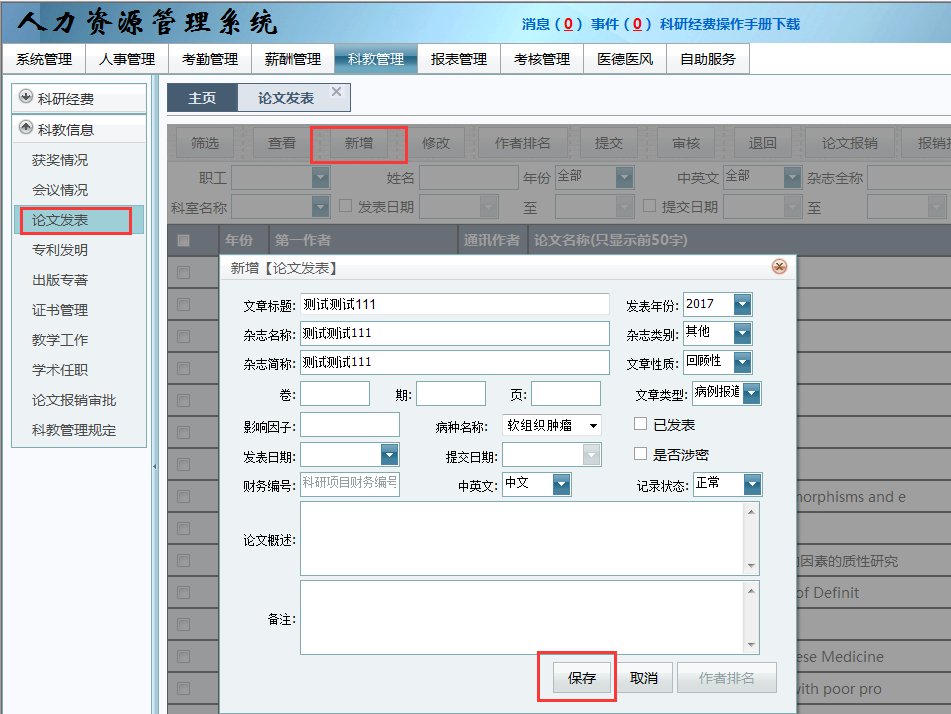 人力资源管理系统
消息（0） 事件（0） 科研经费操作手册下载
系统管理 人事管理 考勤管理 薪酬管理 科教管理 报表管理 考核管理 医德医风 自助服务
科研经费
科教信息
获奖情况
会议情况
论文发表
专利发明
出版专著
证书管理
教学工作
学术任职
论文报销审批
科教管理规定
主页 论文发表
筛选 查看 新增 修改 作者排名 提交 审核 退回 论文报销 报销
职工 姓名 年份 全部 中英文 全部 杂志全称
科室名称 发表日期 至 提交日期 至
年份 第一作者 通讯作者 论文名称(只显示前50字)
新增【论文发表】
文章标题: 测试测试111 发表年份: 2017
杂志名称: 测试测试111 杂志类别: 其他
杂志简称: 测试测试111 文章性质: 回顾性
卷: 期: 页: 文章类型: 病例报道
影响因子: 病种名称: 软组织肿瘤 已发表
发表日期: 提交日期: 是否涉密
财务编号: 科研项目财务编号 中英文: 中文 记录状态: 正常
论文概述:
备注:
保存 取消 作者排名
norphisms and e
因素的质性研究
of Definit
ese Medicine
with poor pro